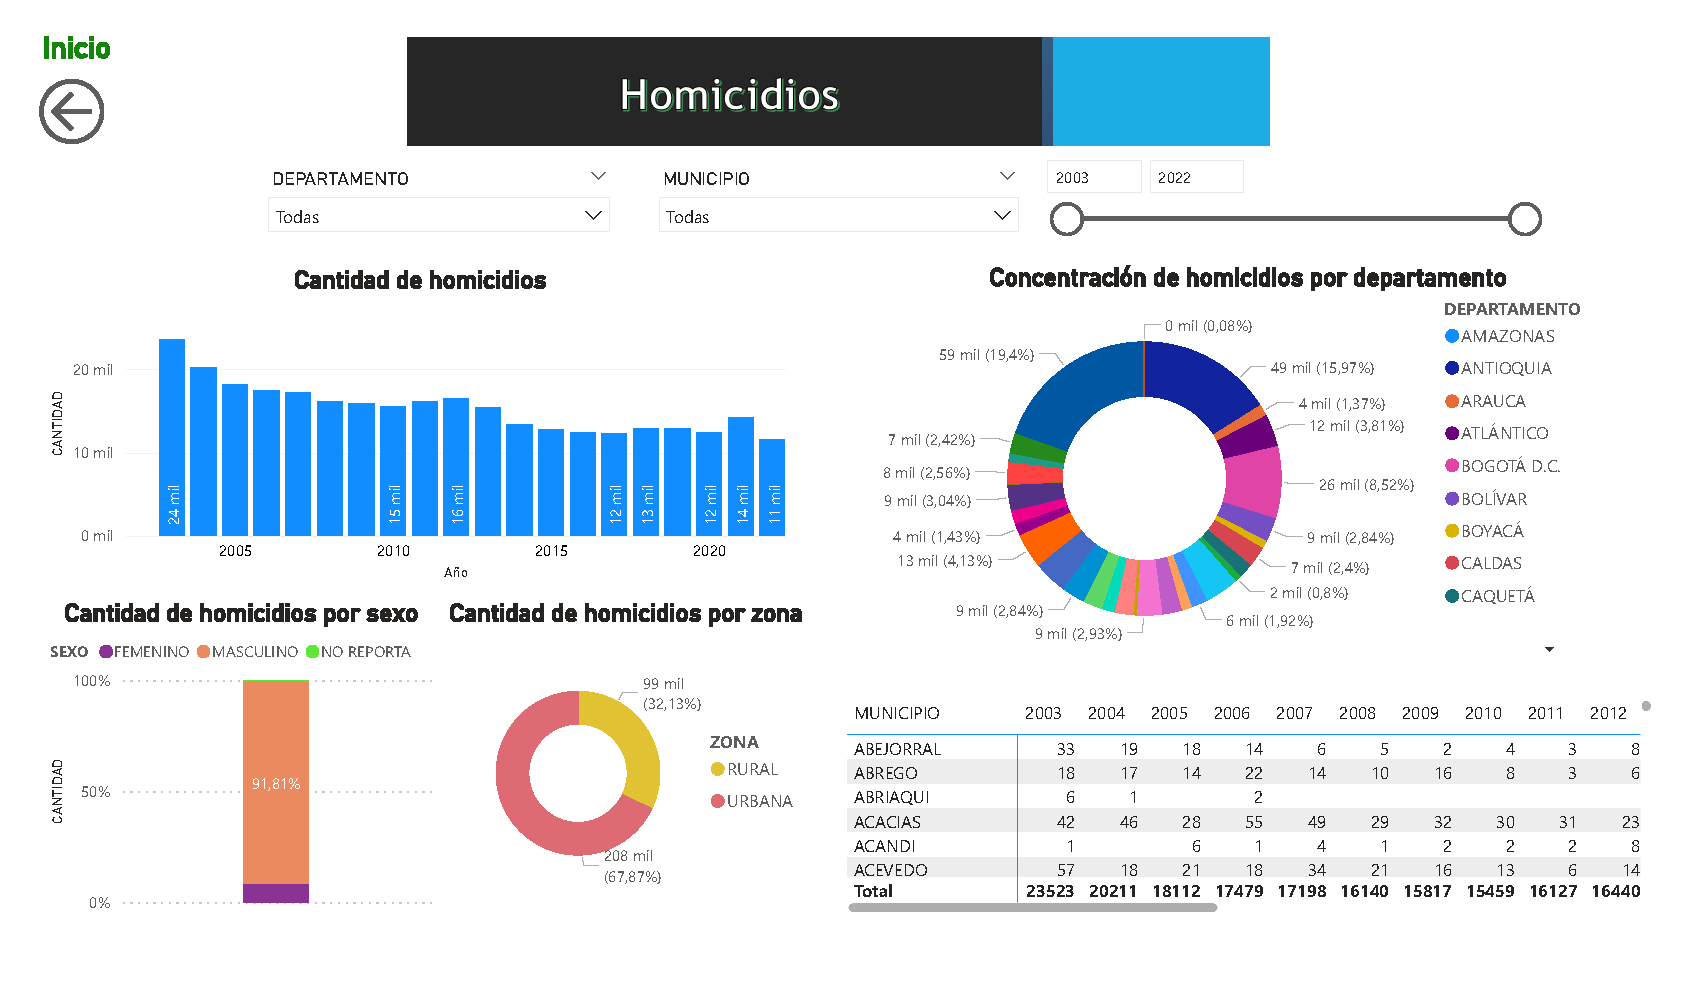 Inicio
Homicidios
DEPARTAMENTO
Todas
MUNICIPIO
Todas
2003
2022
Cantidad de homicidios
CANTIDAD
20 mil
10 mil
0 mil
24 mil
15 mil
16 mil
12 mil
13 mil
12 mil
14 mil
11 mil
2005
2010
2015
2020
Año
Concentración de homicidios por departamento
0 mil (0,08%)
59 mil (19,4%)
49 mil (15,97%)
4 mil (1,37%)
12 mil (3,81%)
7 mil (2,42%)
8 mil (2,56%)
26 mil (8,52%)
9 mil (3,04%)
4 mil (1,43%)
9 mil (2,84%)
13 mil (4,13%)
7 mil (2,4%)
2 mil (0,8%)
9 mil (2,84%)
6 mil (1,92%)
9 mil (2,93%)
DEPARTAMENTO
AMAZONAS
ANTIOQUIA
ARAUCA
ATLÁNTICO
BOGOTÁ D.C.
BOLÍVAR
BOYACÁ
CALDAS
CAQUETÁ
Cantidad de homicidios por sexo
SEXO FEMENINO MASCULINO NO REPORTA
CANTIDAD
100%
50%
0%
91,81%
Cantidad de homicidios por zona
99 mil
(32,13%)
208 mil
(67,87%)
ZONA
RURAL
URBANA
MUNICIPIO 2003 2004 2005 2006 2007 2008 2009 2010 2011 2012
ABEJORRAL 33 19 18 14 6 5 2 4 3 8
ABREGO 18 17 14 22 14 10 16 8 3 6
ABRIAQUI 6 1 2
ACACIAS 42 46 28 55 49 29 32 30 31 23
ACANDI 1 6 1 4 1 2 2 2 8
ACEVEDO 57 18 21 18 34 21 16 13 6 14
Total 23523 20211 18112 17479 17198 16140 15817 15459 16127 16440